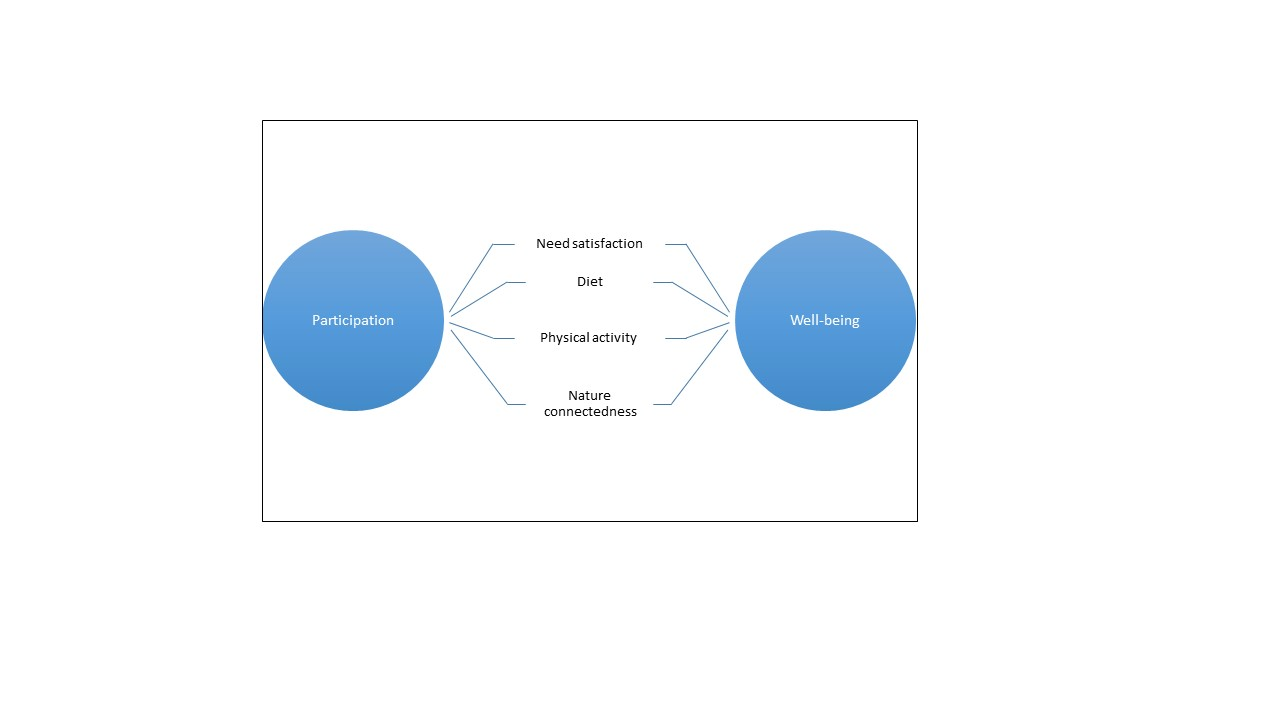 Need satisfaction
Diet
Participation
Well-being
Physical activity
Nature
connectedness